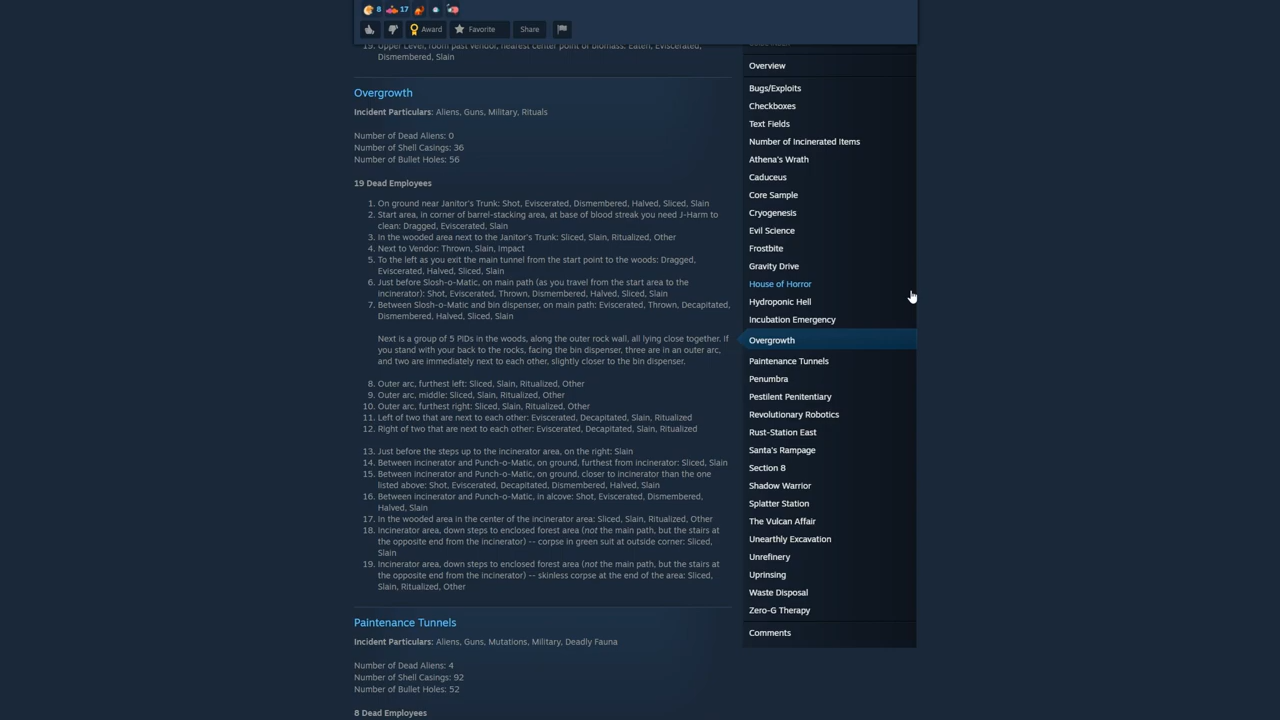 8 17
Award Favorite Share
19. Upper Level, room past vendor, nearest center point of biomass: Eaten, Eviscerated,
Dismembered, Slain
Overgrowth
Incident Particulars: Aliens, Guns, Military, Rituals
Number of Dead Aliens: 0
Number of Shell Casings: 36
Number of Bullet Holes: 56
19 Dead Employees
1. On ground near Janitor's Trunk: Shot, Eviscerated, Dismembered, Halved, Sliced, Slain
2. Start area, in corner of barrel-stacking area, at base of blood streak you need J-Harm to
clean: Dragged, Eviscerated, Slain
3. In the wooded area next to the Janitor's Trunk: Sliced, Slain, Ritualized, Other
4. Next to Vendor: Thrown, Slain, Impact
5. To the left as you exit the main tunnel from the start point to the woods: Dragged,
Eviscerated, Halved, Sliced, Slain
6. Just before Slosh-o-Matic, on main path (as you travel from the start area to the
incinerator): Shot, Eviscerated, Thrown, Dismembered, Halved, Sliced, Slain
7. Between Slosh-o-Matic and bin dispenser, on main path: Eviscerated, Thrown, Decapitated,
Dismembered, Halved, Sliced, Slain
Next is a group of 5 PIDs in the woods, along the outer rock wall, all lying close together. If
you stand with your back to the rocks, facing the bin dispenser, three are in an outer arc,
and two are immediately next to each other, slightly closer to the bin dispenser.
8. Outer arc, furthest left: Sliced, Slain, Ritualized, Other
9. Outer arc, middle: Sliced, Slain, Ritualized, Other
10. Outer arc, furthest right: Sliced, Slain, Ritualized, Other
11. Left of two that are next to each other: Eviscerated, Decapitated, Slain, Ritualized
12. Right of two that are next to each other: Eviscerated, Decapitated, Slain, Ritualized
13. Just before the steps up to the incinerator area, on the right: Slain
14. Between incinerator and Punch-o-Matic, on ground, furthest from incinerator: Sliced, Slain
15. Between incinerator and Punch-o-Matic, on ground, closer to incinerator than the one
listed above: Shot, Eviscerated, Decapitated, Dismembered, Halved, Slain
16. Between incinerator and Punch-o-Matic, in alcove: Shot, Eviscerated, Dismembered,
Halved, Slain
17. In the wooded area in the center of the incinerator area: Sliced, Slain, Ritualized, Other
18. Incinerator area, down steps to enclosed forest area (not the main path, but the stairs at
the opposite end from the incinerator) -- corpse in green suit at outside corner: Sliced,
Slain
19. Incinerator area, down steps to enclosed forest area (not the main path, but the stairs at
the opposite end from the incinerator) -- skinless corpse at the end of the area: Sliced,
Slain, Ritualized, Other
Paintenance Tunnels
Incident Particulars: Aliens, Guns, Mutations, Military, Deadly Fauna
Number of Dead Aliens: 4
Number of Shell Casings: 92
Number of Bullet Holes: 52
8 Dead Employees
Overview
Bugs/Exploits
Checkboxes
Text Fields
Number of Incinerated Items
Athena's Wrath
Caduceus
Core Sample
Cryogenesis
Evil Science
Frostbite
Gravity Drive
House of Horror
Hydroponic Hell
Incubation Emergency
Overgrowth
Paintenance Tunnels
Penumbra
Pestilent Penitentiary
Revolutionary Robotics
Rust-Station East
Santa's Rampage
Section 8
Shadow Warrior
Splatter Station
The Vulcan Affair
Unearthly Excavation
Unrefinery
Uprinsing
Waste Disposal
Zero-G Therapy
Comments